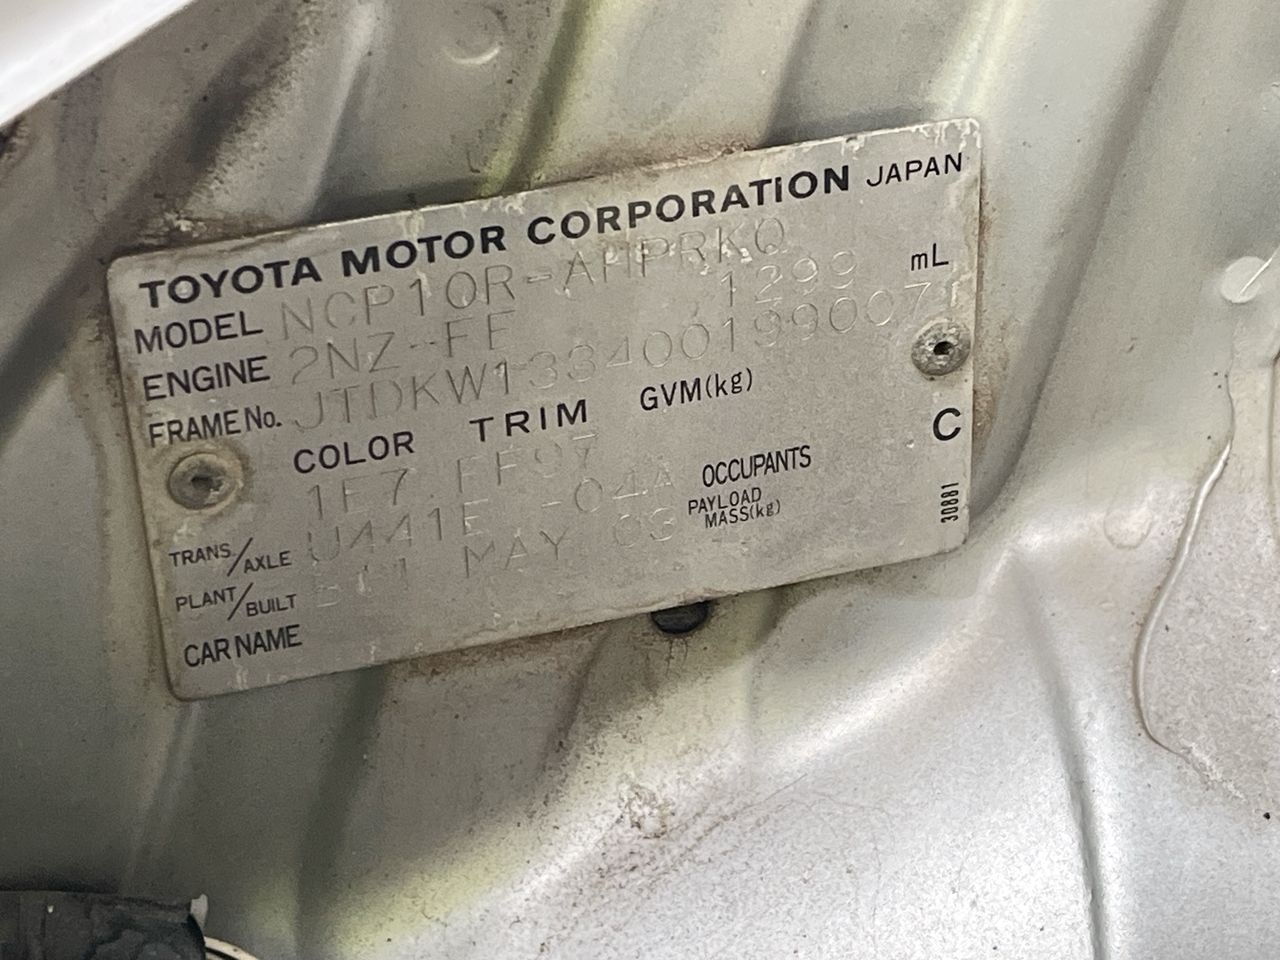 TOYOTA MOTOR CORPORATION JAPAN
MODEL NCP10R-AHPRKQ
ENGINE 2NZ-FE 1299 mL
FRAME No. JTDKW133400199007
COLOR TRIM GVM(kg)
1E7 FF97 C
TRANS/AXLE U441E -04A OCCUPANTS
PLANT/BUILT MAY 03 PAYLOAD MASS(kg)
CAR NAME
30881